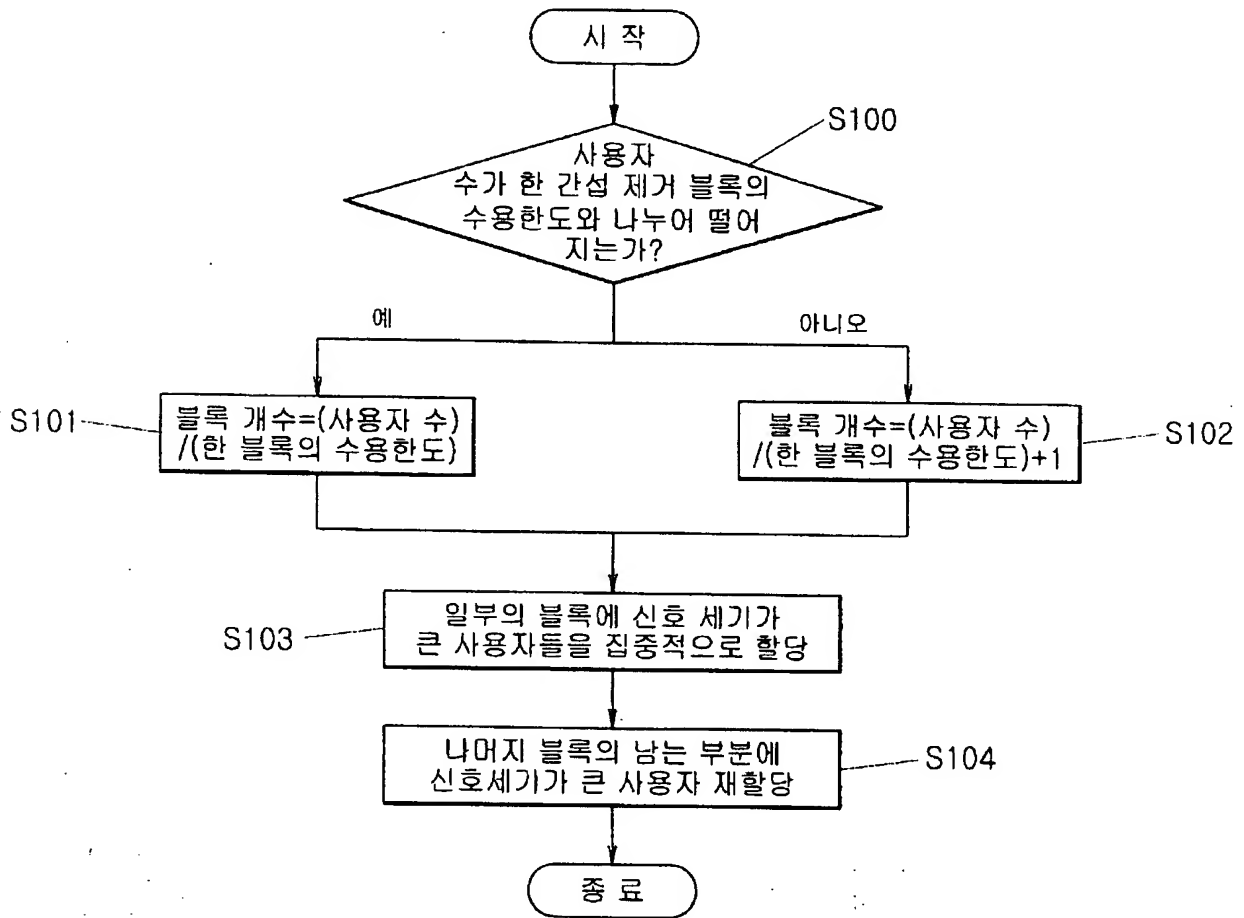 시 작
S100
사용자
수가 한 간섭 제거 블록의
수용한도와 나누어 떨어
지는가?
예
아니오
S101
블록 개수=(사용자 수)
/(한 블록의 수용한도)
블록 개수=(사용자 수)
/(한 블록의 수용한도)+1
S102
S103
일부의 블록에 신호 세기가
큰 사용자들을 집중적으로 할당
나머지 블록의 남는 부분에
신호세기가 큰 사용자 재할당
S104
종 료